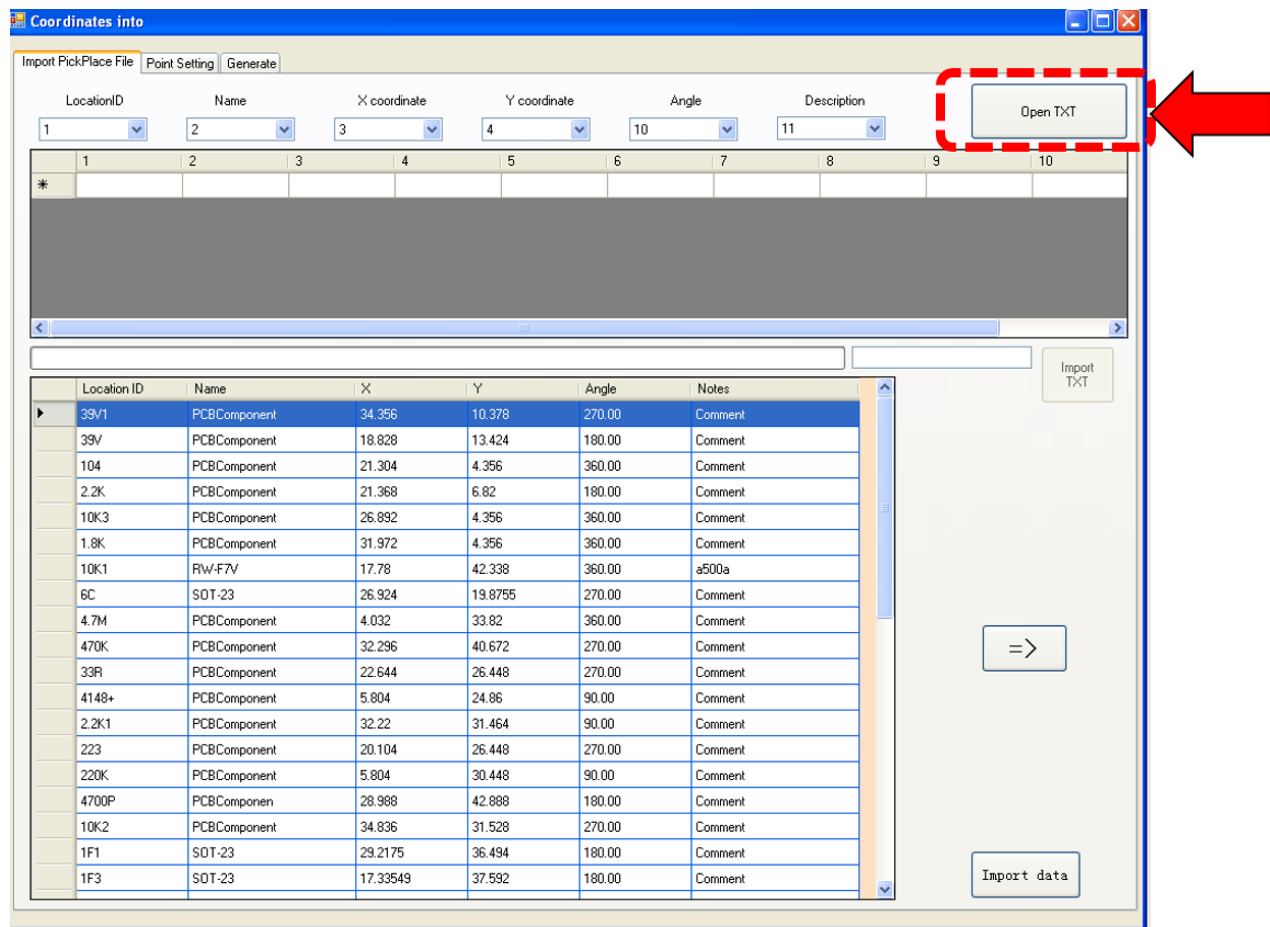 Coordinates into
Import PickPlace File Point Setting Generate
LocationID Name X coordinate Y coordinate Angle Description
1 2 3 4 10 11 Open TXT
1 2 3 4 5 6 7 8 9 10
*
Import TXT
Location ID Name X Y Angle Notes
39V1 PCBComponent 34.356 10.378 270.00 Comment
39V PCBComponent 18.828 13.424 180.00 Comment
104 PCBComponent 21.304 4.356 360.00 Comment
2.2K PCBComponent 21.368 6.82 180.00 Comment
10K3 PCBComponent 26.892 4.356 360.00 Comment
1.8K PCBComponent 31.972 4.356 360.00 Comment
10K1 RW-F7V 17.78 42.338 360.00 a500a
6C SOT-23 26.924 19.8755 270.00 Comment
4.7M PCBComponent 4.032 33.82 360.00 Comment
470K PCBComponent 32.296 40.672 270.00 Comment
=>
33R PCBComponent 22.644 26.448 270.00 Comment
4148+ PCBComponent 5.804 24.86 90.00 Comment
2.2K1 PCBComponent 32.22 31.464 90.00 Comment
223 PCBComponent 20.104 26.448 270.00 Comment
220K PCBComponent 5.804 30.448 90.00 Comment
4700P PCBComponen 28.988 42.888 180.00 Comment
10K2 PCBComponent 34.836 31.528 270.00 Comment
1F1 SOT-23 29.2175 36.494 180.00 Comment
1F3 SOT-23 17.33549 37.592 180.00 Comment
Import data